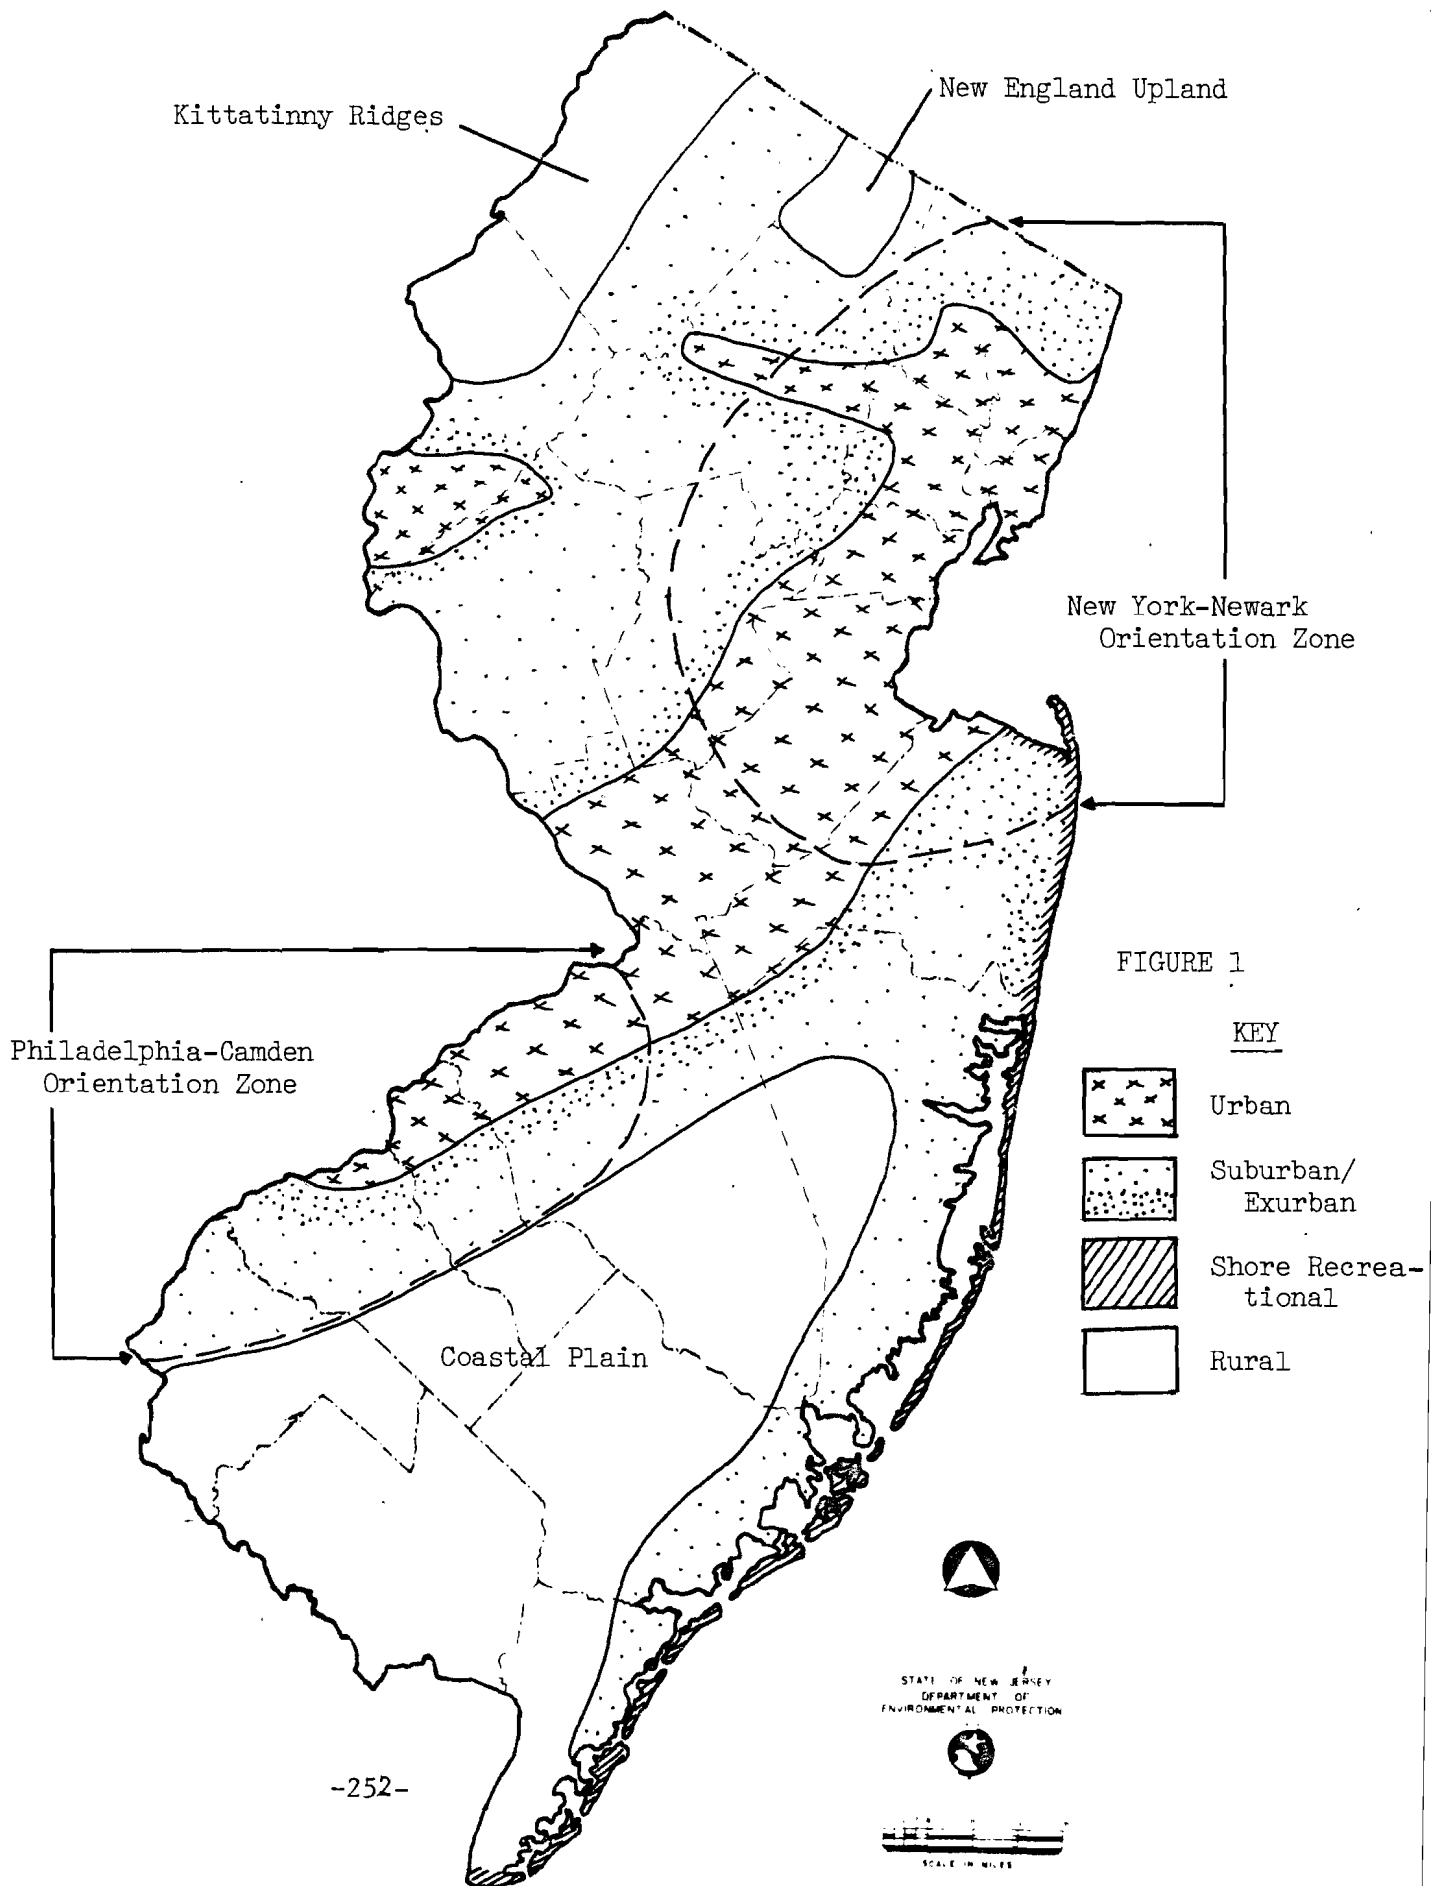 Kittatinny Ridges
New England Upland
New York-Newark
Orientation Zone
FIGURE 1
KEY
Urban
Suburban/
Exurban
Shore Recrea-
tional
Rural
Philadelphia-Camden
Orientation Zone
Coastal Plain
STATE OF NEW JERSEY
DEPARTMENT OF
ENVIRONMENTAL PROTECTION
SCALE IN MILES
-252-